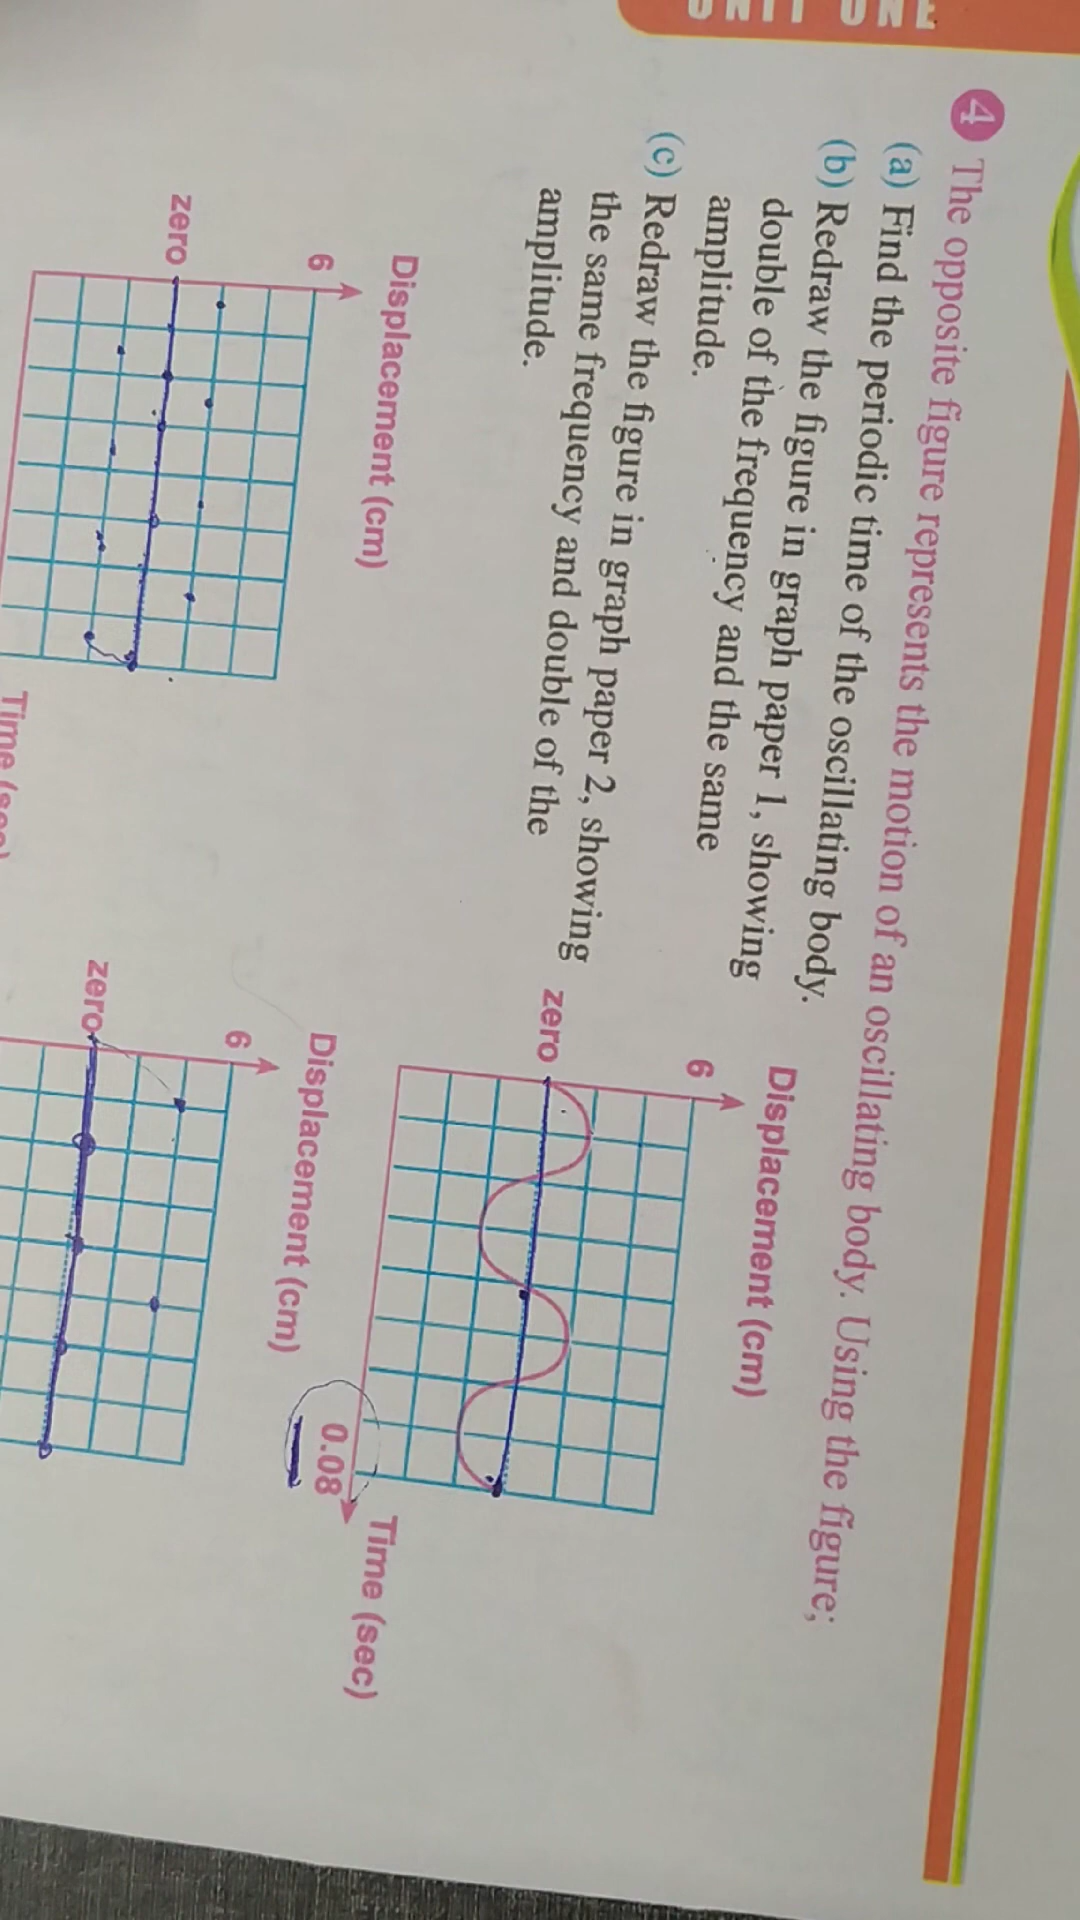 4 The opposite figure represents the motion of an oscillating body. Using the figure;
(a) Find the periodic time of the oscillating body.
(b) Redraw the figure in graph paper 1, showing
double of the frequency and the same
amplitude.
(c) Redraw the figure in graph paper 2, showing
the same frequency and double of the
amplitude.
Displacement (cm)
6
zero
0.08
Time (sec)
Displacement (cm)
6
zero
Time (sec)
Displacement (cm)
6
zero